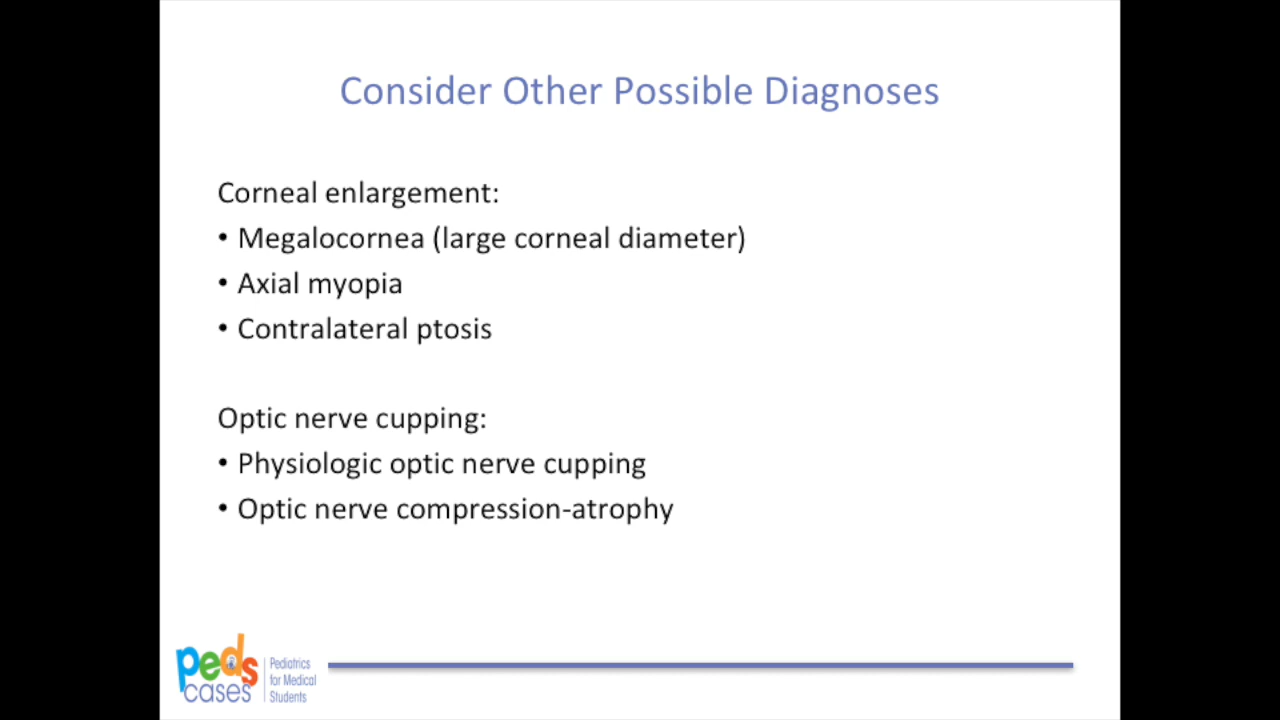 Consider Other Possible Diagnoses
Corneal enlargement:
• Megalocornea (large corneal diameter)
• Axial myopia
• Contralateral ptosis
Optic nerve cupping:
• Physiologic optic nerve cupping
• Optic nerve compression-atrophy
peds
cases
Pediatrics
for Medical
Students